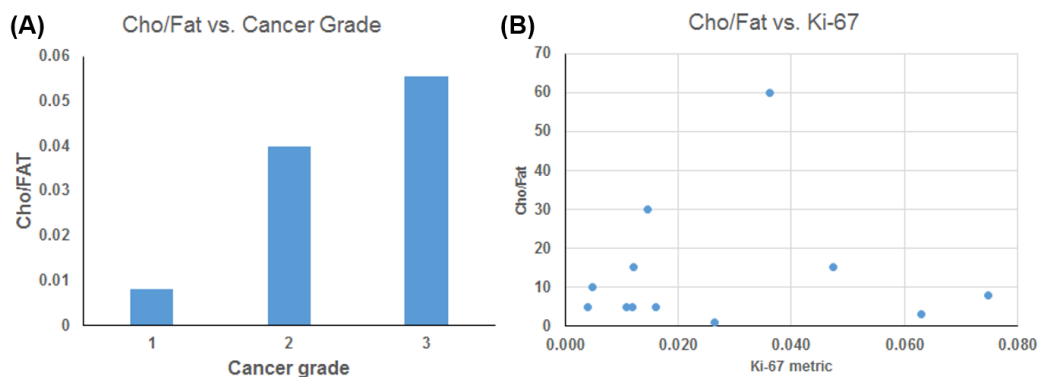 (A)
Cho/Fat vs. Cancer Grade
0.06
0.05
0.04
0.03
0.02
0.01
0
Cho/FAT
1 2 3
Cancer grade
(B)
Cho/Fat vs. Ki-67
70
60
50
40
30
20
10
0
Cho/Fat
0.000 0.020 0.040 0.060 0.080
Ki-67 metric